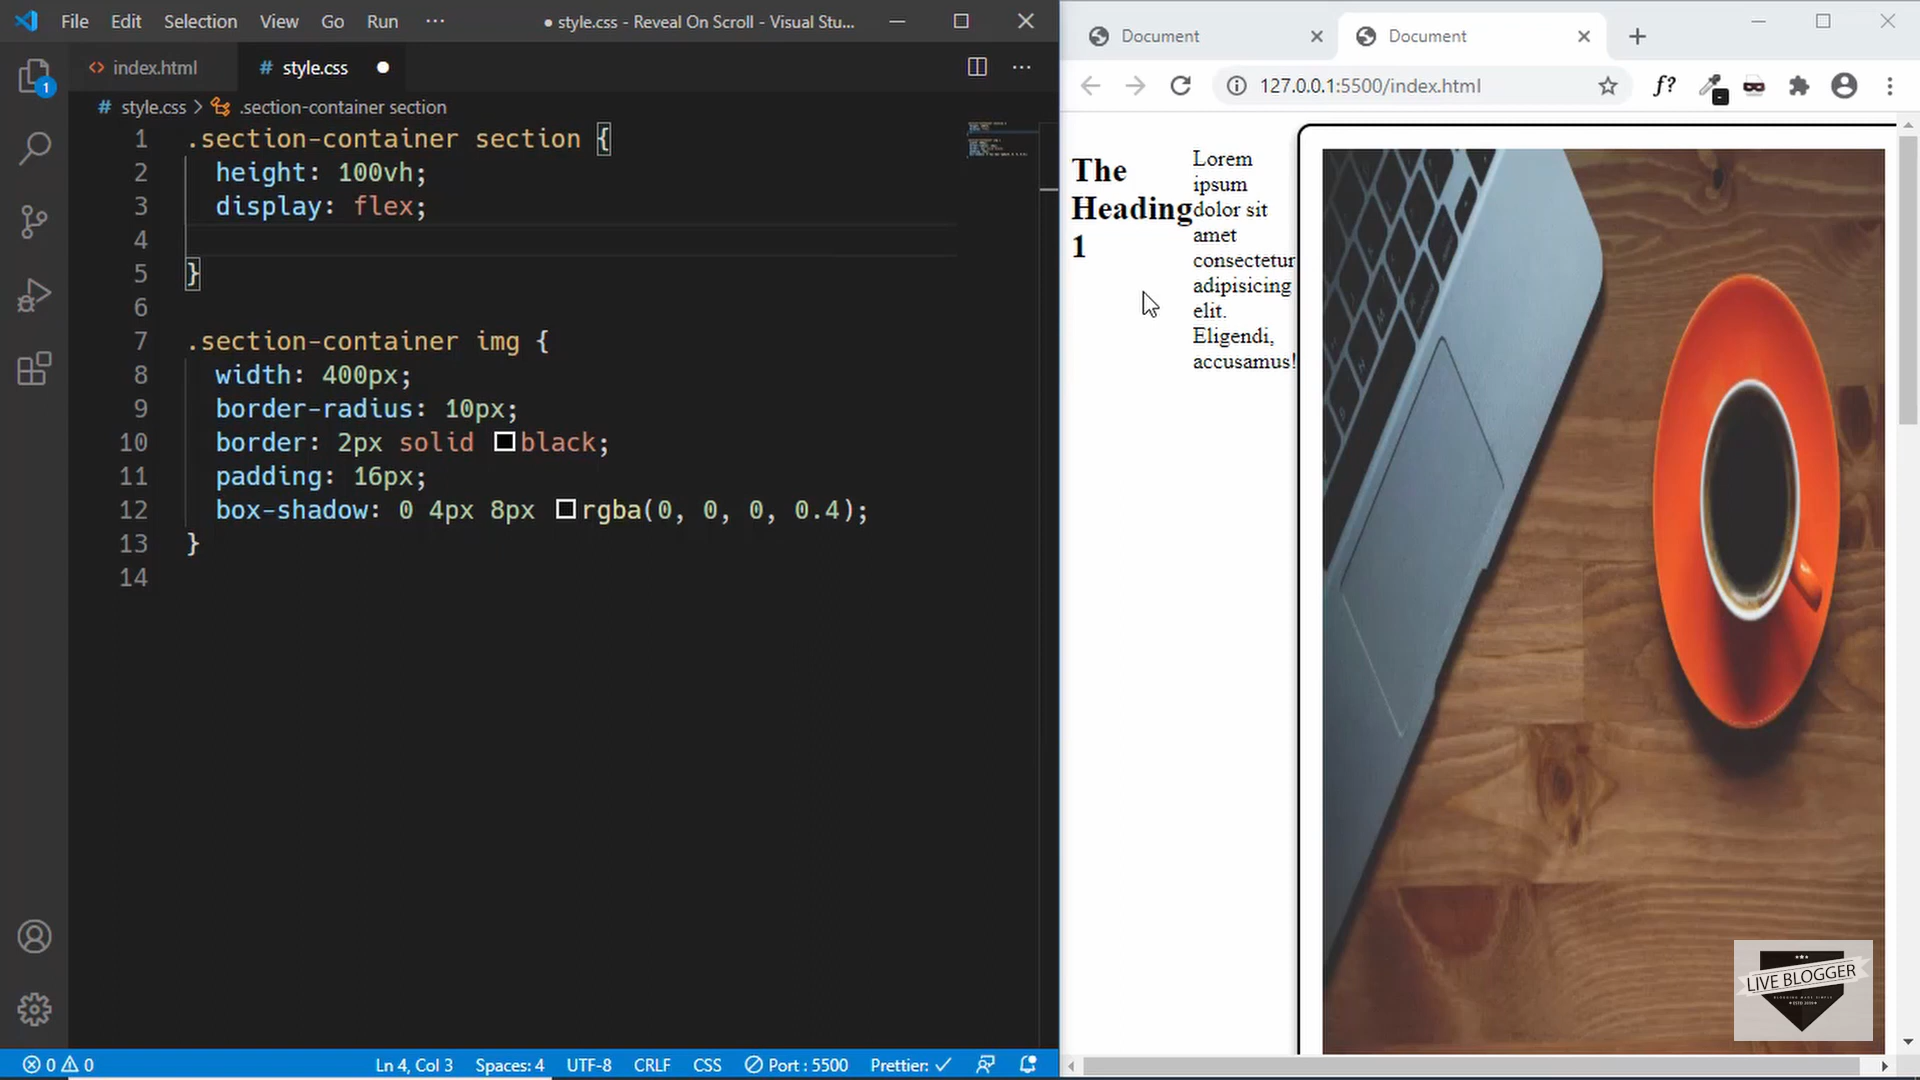 File Edit Selection View Go Run ··· ● style.css - Reveal On Scroll - Visual Stu...
index.html # style.css ●
# style.css > .section-container section
1 .section-container section {
2 height: 100vh;
3 display: flex;
4
5 }
6
7 .section-container img {
8 width: 400px;
9 border-radius: 10px;
10 border: 2px solid black;
11 padding: 16px;
12 box-shadow: 0 4px 8px rgba(0, 0, 0, 0.4);
13 }
14
1
0 0 Ln 4, Col 3 Spaces: 4 UTF-8 CRLF CSS Port : 5500 Prettier: ✓
Document Document
127.0.0.1:5500/index.html f?
The
Heading
1
Lorem
ipsum
dolor sit
amet
consectetur
adipisicing
elit.
Eligendi,
accusamus!
LIVE BLOGGER